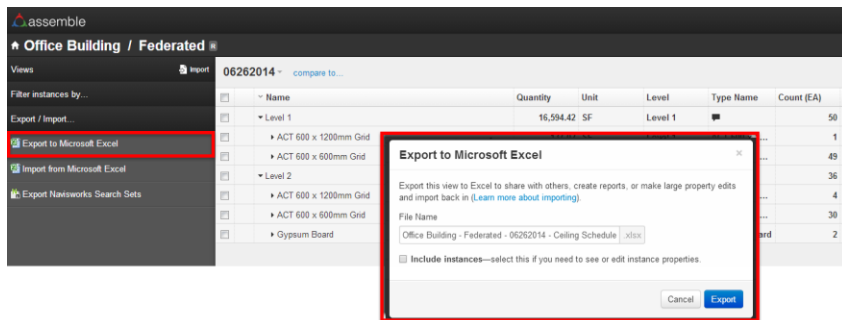 assemble
Office Building / Federated
Views Import 06262014 compare to...
Filter instances by... Name Quantity Unit Level Type Name Count (EA)
Export / Import... Level 1 16,594.42 SF Level 1 50
Export to Microsoft Excel ACT 600 x 1200mm Grid 1
Import from Microsoft Excel ACT 600 x 600mm Grid 49
Level 2 36
Export Navisworks Search Sets ACT 600 x 1200mm Grid 4
ACT 600 x 600mm Grid 30
Gypsum Board 2
Export to Microsoft Excel ×
Export this view to Excel to share with others, create reports, or make large property edits
and import back in (Learn more about importing).
File Name
Office Building - Federated - 06262014 - Ceiling Schedule .xlsx
Include instances—select this if you need to see or edit instance properties.
Cancel Export